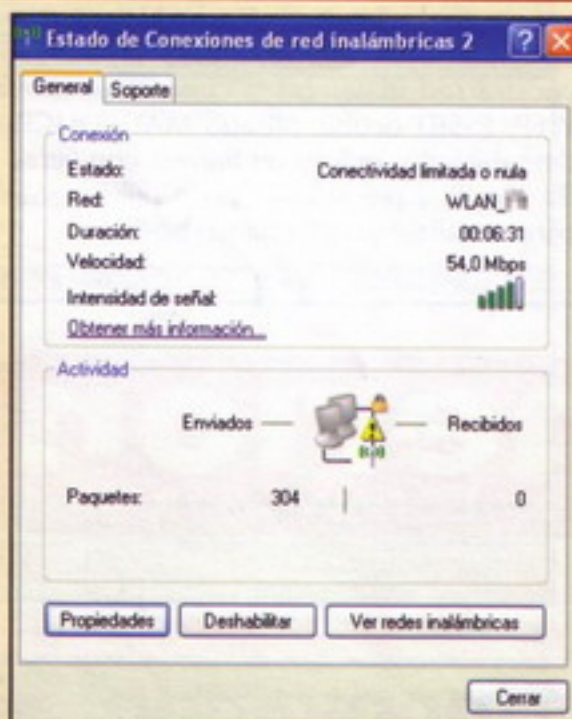 Estado de Conexiones de red inalámbricas 2
General Soporte
Conexión
Estado: Conectividad limitada o nula
Red:
Duración: 00:06:31
Velocidad: 54,0 Mbps
Intensidad de señal:
Obtener más información...
Actividad
Enviados — — Recibidos
Paquetes: 304 | 0
Propiedades Deshabilitar Ver redes inalámbricas
Cerrar